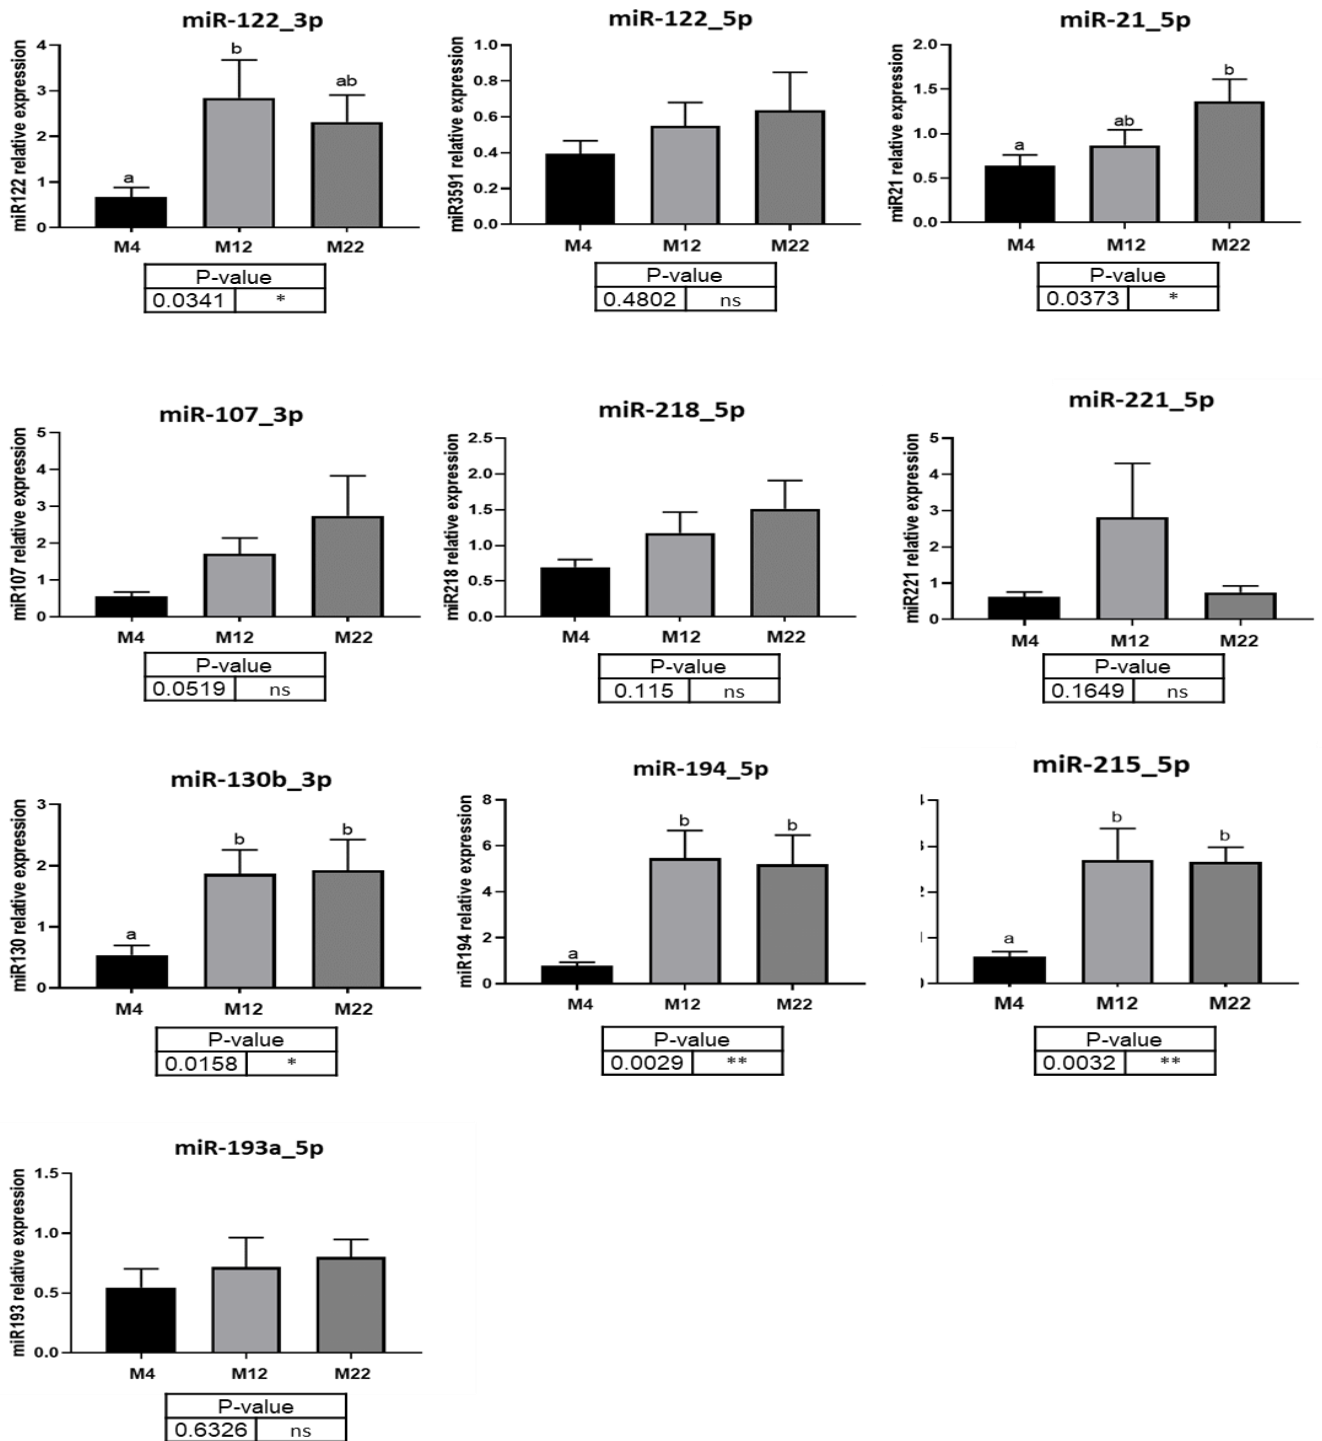 miR-122_3p
miR122 relative expression
4
3
2
1
0
a
b
ab
M4 M12 M22
P-value
0.0341 *
miR-122_5p
miR3591 relative expression
1.0
0.8
0.6
0.4
0.2
0.0
M4 M12 M22
P-value
0.4802 ns
miR-21_5p
miR21 relative expression
2.0
1.5
1.0
0.5
0.0
a
ab
b
M4 M12 M22
P-value
0.0373 *
miR-107_3p
miR107 relative expression
5
4
3
2
1
0
M4 M12 M22
P-value
0.0519 ns
miR-218_5p
miR218 relative expression
2.5
2.0
1.5
1.0
0.5
0.0
M4 M12 M22
P-value
0.115 ns
miR-221_5p
miR221 relative expression
5
4
3
2
1
0
M4 M12 M22
P-value
0.1649 ns
miR-130b_3p
miR130 relative expression
3
2
1
0
a
b
b
M4 M12 M22
P-value
0.0158 *
miR-194_5p
miR194 relative expression
8
6
4
2
0
a
b
b
M4 M12 M22
P-value
0.0029 **
miR-215_5p
2
a
b
b
M4 M12 M22
P-value
0.0032 **
miR-193a_5p
miR193 relative expression
1.5
1.0
0.5
0.0
M4 M12 M22
P-value
0.6326 ns